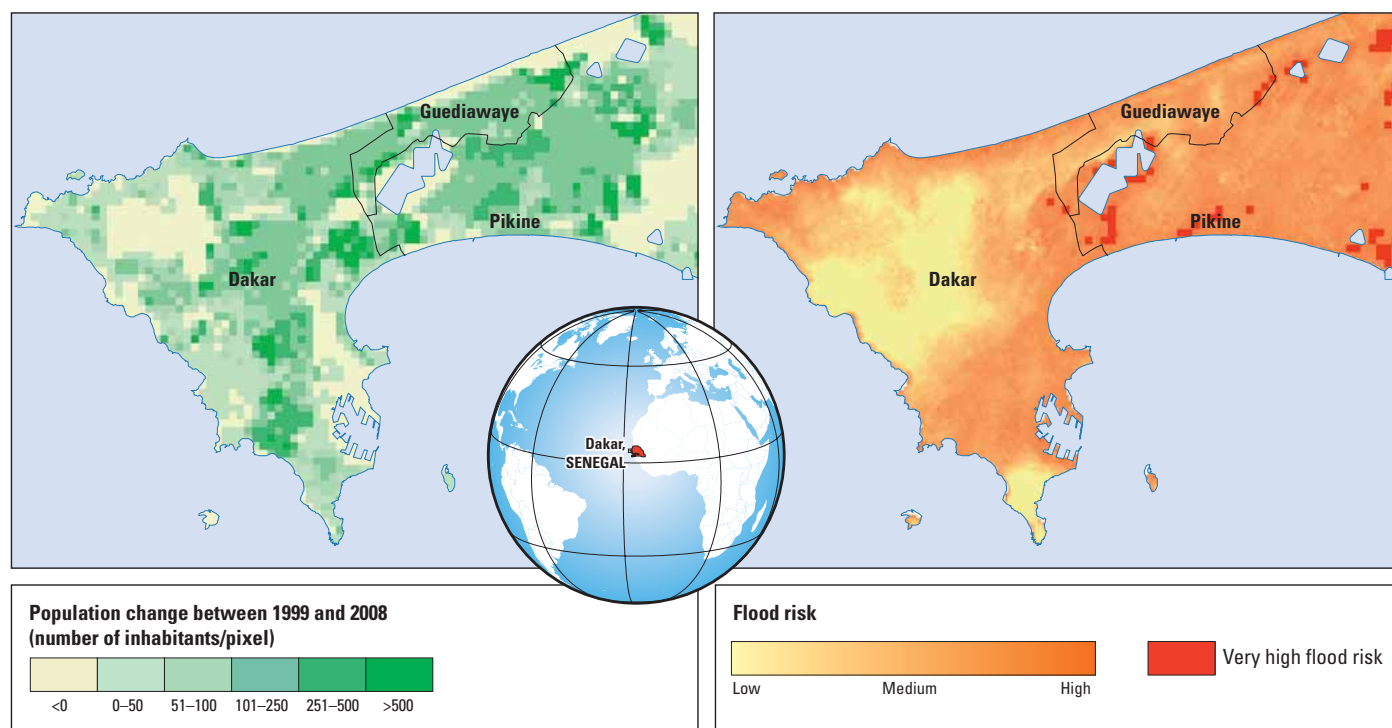 Guediawaye
Pikine
Dakar
Guediawaye
Pikine
Dakar
Dakar,
SENEGAL
Population change between 1999 and 2008
(number of inhabitants/pixel)
<0 0–50 51–100 101–250 251–500 >500
Flood risk
Low Medium High
Very high flood risk